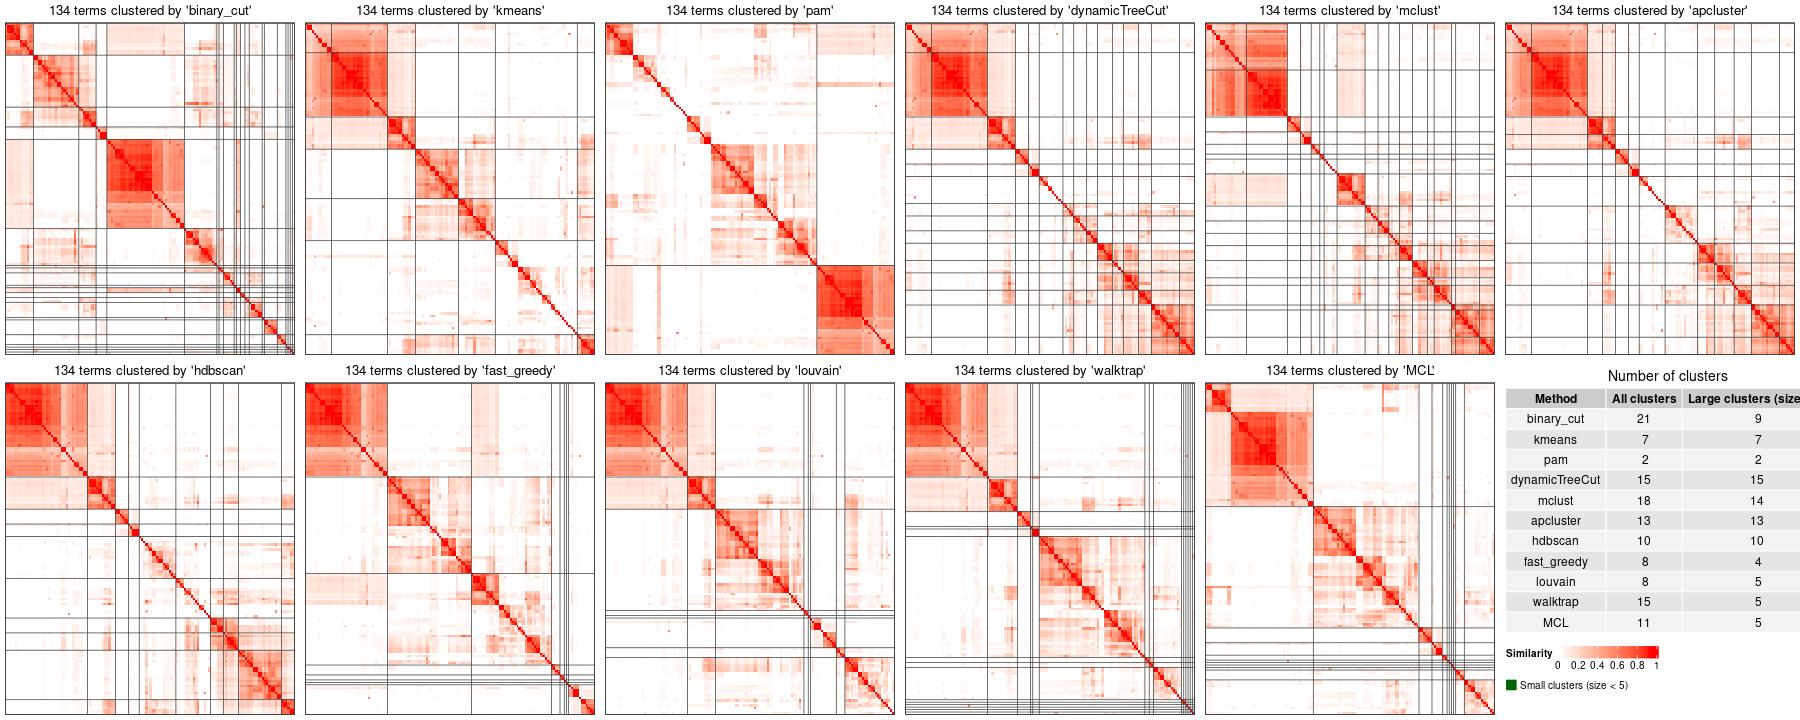 134 terms clustered by 'binary_cut'
134 terms clustered by 'kmeans'
134 terms clustered by 'pam'
134 terms clustered by 'dynamicTreeCut'
134 terms clustered by 'mclust'
134 terms clustered by 'apcluster'
134 terms clustered by 'hdbscan'
134 terms clustered by 'fast_greedy'
134 terms clustered by 'louvain'
134 terms clustered by 'walktrap'
134 terms clustered by 'MCL'
Number of clusters
Method All clusters Large clusters (size
binary_cut 21 9
kmeans 7 7
pam 2 2
dynamicTreeCut 15 15
mclust 18 14
apcluster 13 13
hdbscan 10 10
fast_greedy 8 4
louvain 8 5
walktrap 15 5
MCL 11 5
Similarity
0 0.2 0.4 0.6 0.8 1
Small clusters (size < 5)